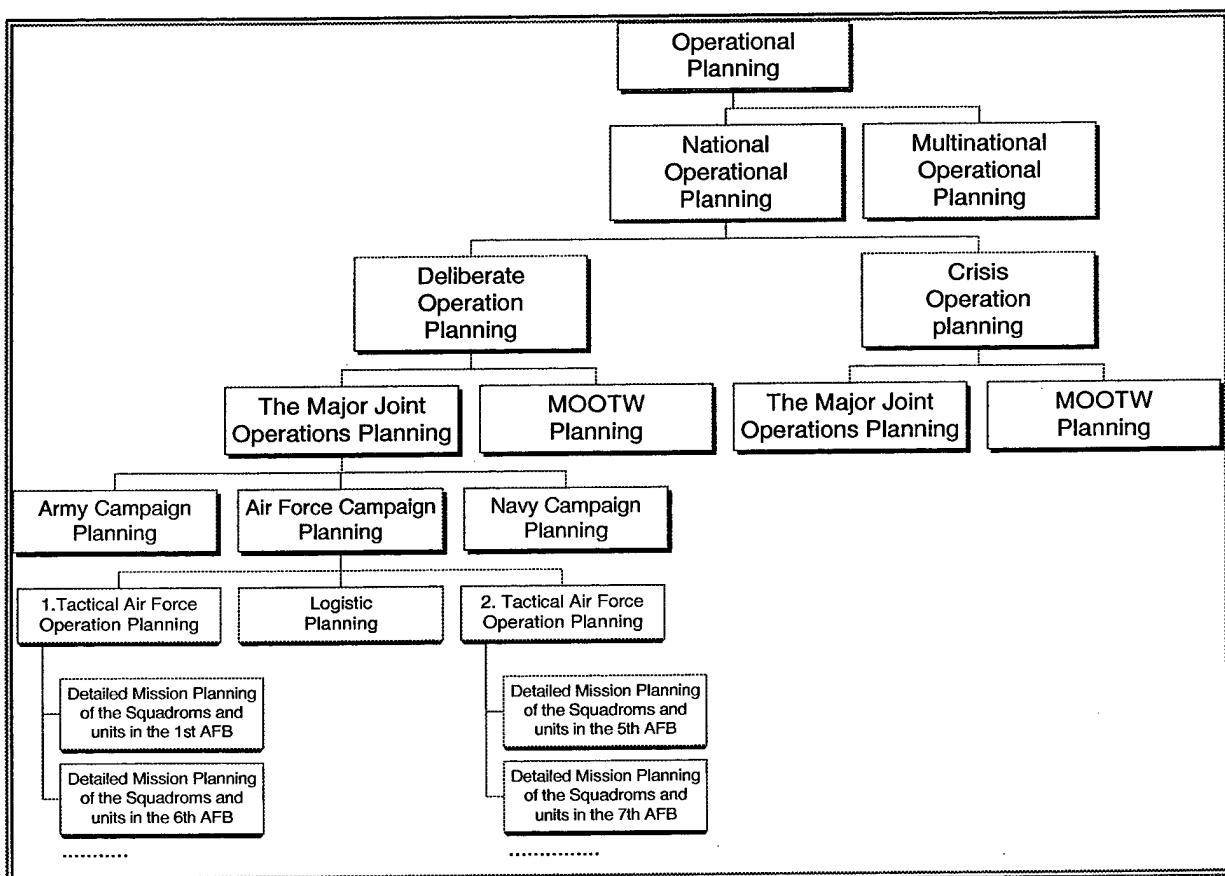 Operational
Planning
National
Operational
Planning
Multinational
Operational
Planning
Deliberate
Operation
Planning
Crisis
Operation
planning
The Major Joint
Operations Planning
MOOTW
Planning
The Major Joint
Operations Planning
MOOTW
Planning
Army Campaign
Planning
Air Force Campaign
Planning
Navy Campaign
Planning
1.Tactical Air Force
Operation Planning
Logistic
Planning
2. Tactical Air Force
Operation Planning
Detailed Mission Planning
of the Squadroms and
units in the 1st AFB
Detailed Mission Planning
of the Squadroms and
units in the 5th AFB
Detailed Mission Planning
of the Squadroms and
units in the 6th AFB
Detailed Mission Planning
of the Squadroms and
units in the 7th AFB
...........
...............